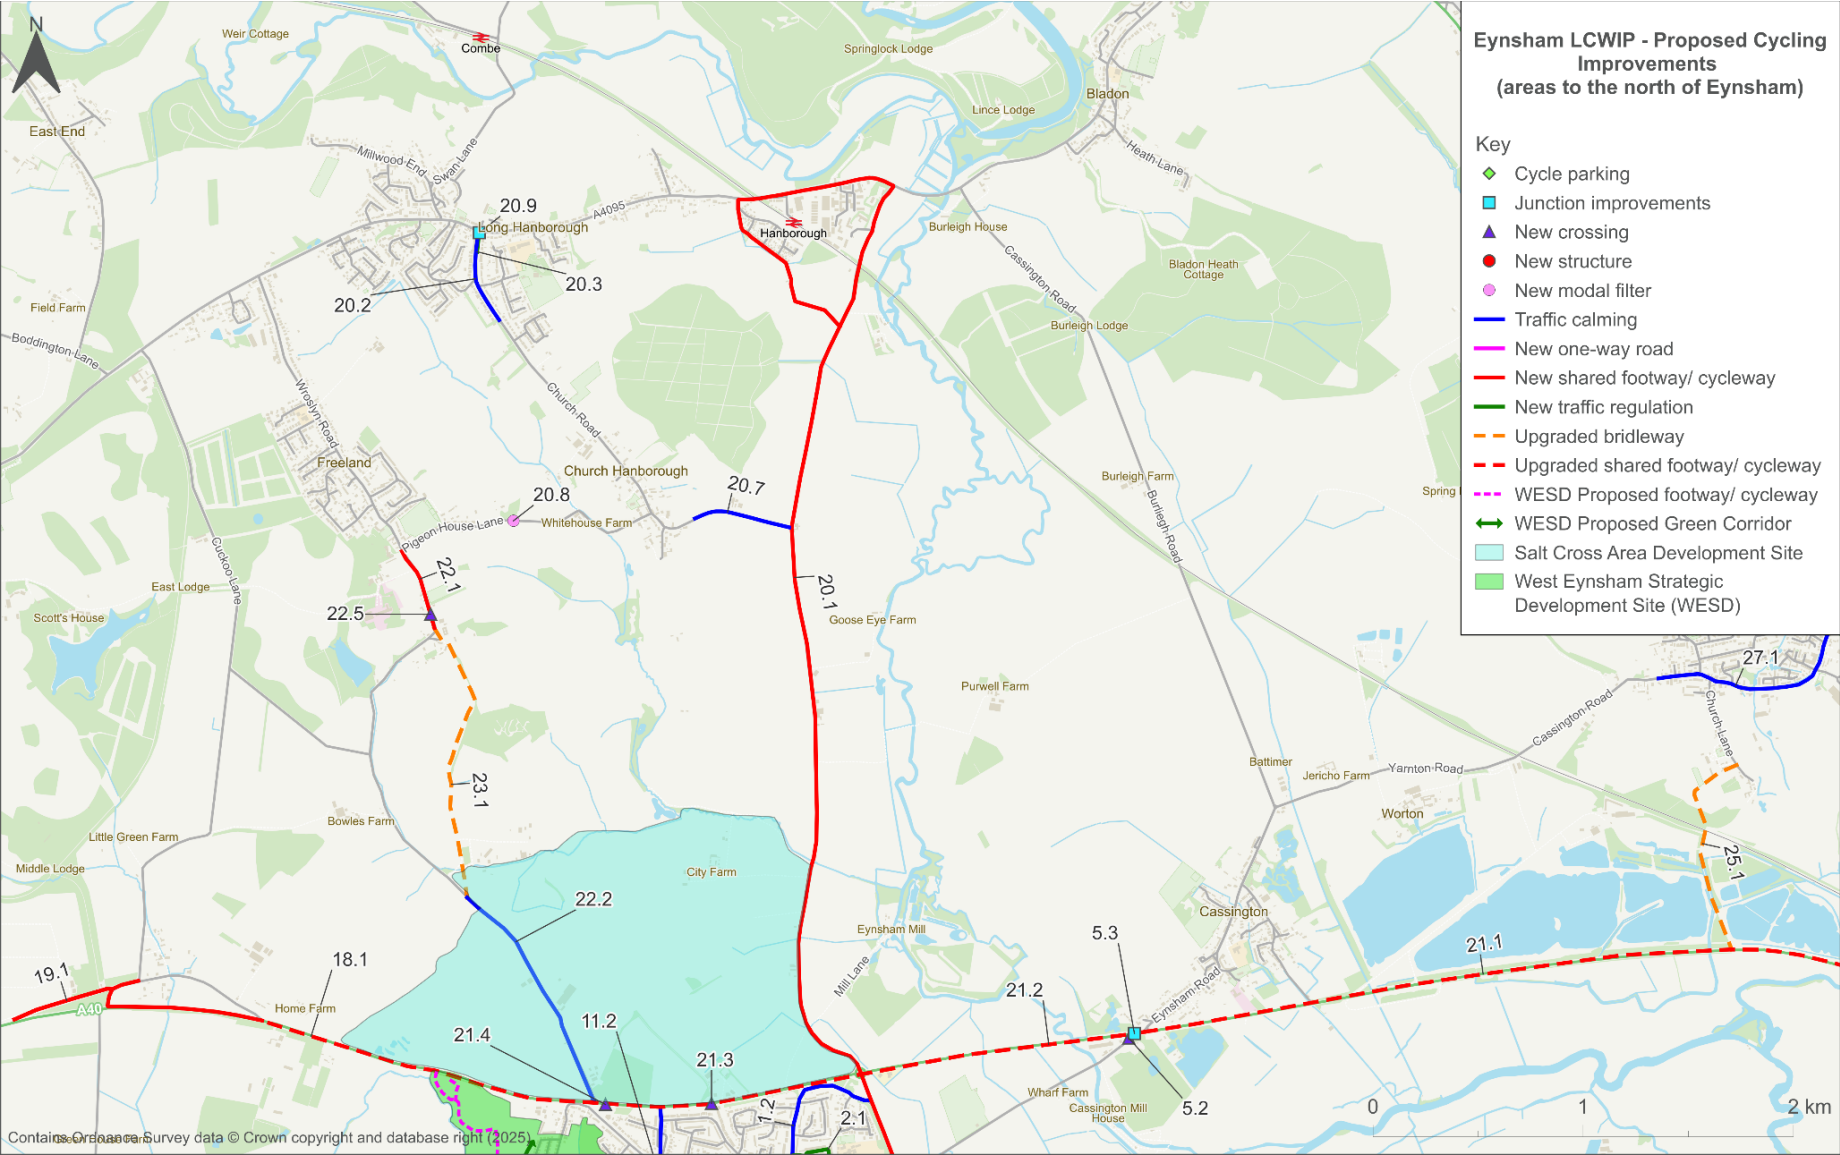 Eynsham LCWIP - Proposed Cycling
Improvements
(areas to the north of Eynsham)
Key
Cycle parking
Junction improvements
New crossing
New structure
New modal filter
Traffic calming
New one-way road
New shared footway/ cycleway
New traffic regulation
Upgraded bridleway
Upgraded shared footway/ cycleway
WESD Proposed footway/ cycleway
WESD Proposed Green Corridor
Salt Cross Area Development Site
West Eynsham Strategic
Development Site (WESD)
N
Weir Cottage
Combe
Springlock Lodge
Bladon
Lince Lodge
East End
Millwood-End
Swan-Lane
Heath-Lane
20.9
A4095
Long Hanborough
Hanborough
Burleigh House
Cassington-Road
Bladon Heath
Cottage
20.3
20.2
Field Farm
Burleigh Lodge
Boddington-Lane
Wroslyn-Road
Church-Road
Freeland
Church Hanborough
Burleigh Farm
Spring
20.7
20.8
Pigeon House Lane
Whitehouse Farm
Burleigh-Road
Cuckoo-Lane
22.1
20.1
East Lodge
22.5
Scott's House
Goose Eye Farm
27.1
Purwell Farm
Church-Lane
Cassington-Road
Battimer
Jericho Farm
Yarnton-Road
23.1
Worton
Bowles Farm
Little Green Farm
25.1
Middle Lodge
City Farm
22.2
Cassington
Eynsham Mill
5.3
21.1
18.1
19.1
Mill Lane
21.2
Eynsham-Road
Home Farm
A40
11.2
21.4
21.3
Wharf Farm
Cassington Mill
House
5.2
1.2
2.1
0
1
2 km
Contains Ordnance Survey data © Crown copyright and database right (2025)